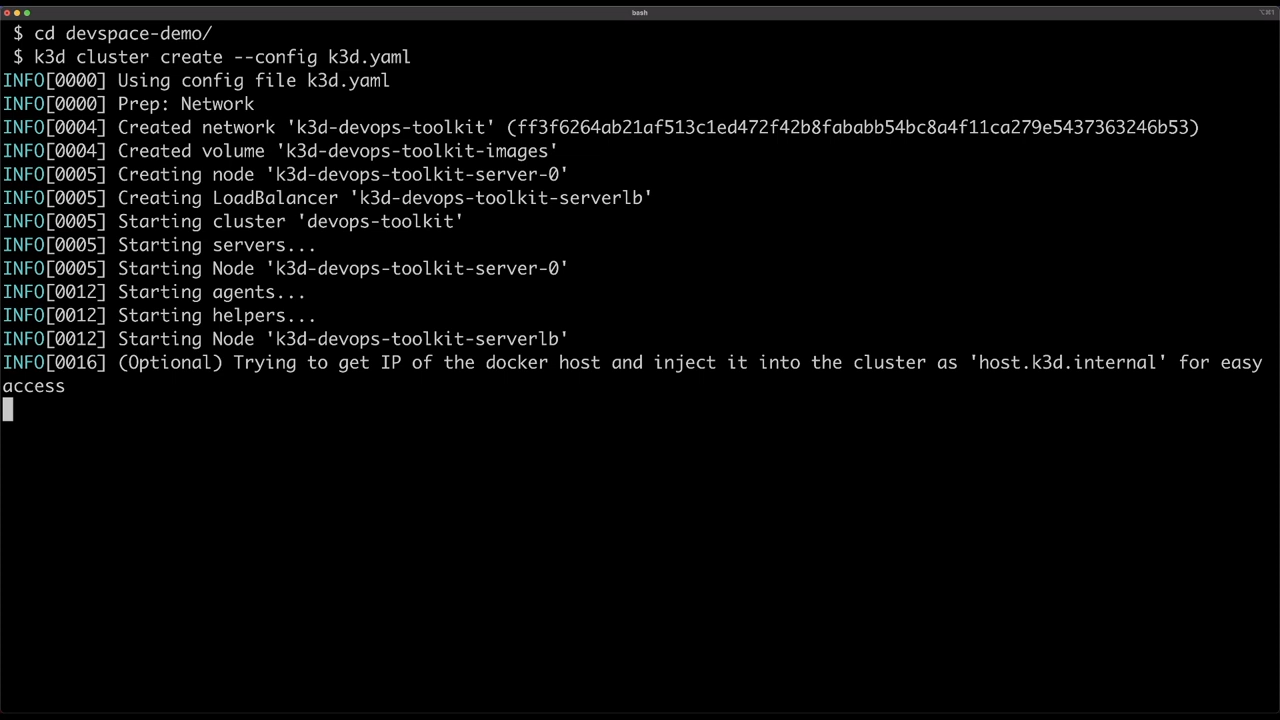 bash
⌥⌘1
$ cd devspace-demo/
$ k3d cluster create --config k3d.yaml
INFO[0000] Using config file k3d.yaml
INFO[0000] Prep: Network
INFO[0004] Created network 'k3d-devops-toolkit' (ff3f6264ab21af513c1ed472f42b8fababb54bc8a4f11ca279e5437363246b53)
INFO[0004] Created volume 'k3d-devops-toolkit-images'
INFO[0005] Creating node 'k3d-devops-toolkit-server-0'
INFO[0005] Creating LoadBalancer 'k3d-devops-toolkit-serverlb'
INFO[0005] Starting cluster 'devops-toolkit'
INFO[0005] Starting servers...
INFO[0005] Starting Node 'k3d-devops-toolkit-server-0'
INFO[0012] Starting agents...
INFO[0012] Starting helpers...
INFO[0012] Starting Node 'k3d-devops-toolkit-serverlb'
INFO[0016] (Optional) Trying to get IP of the docker host and inject it into the cluster as 'host.k3d.internal' for easy
access